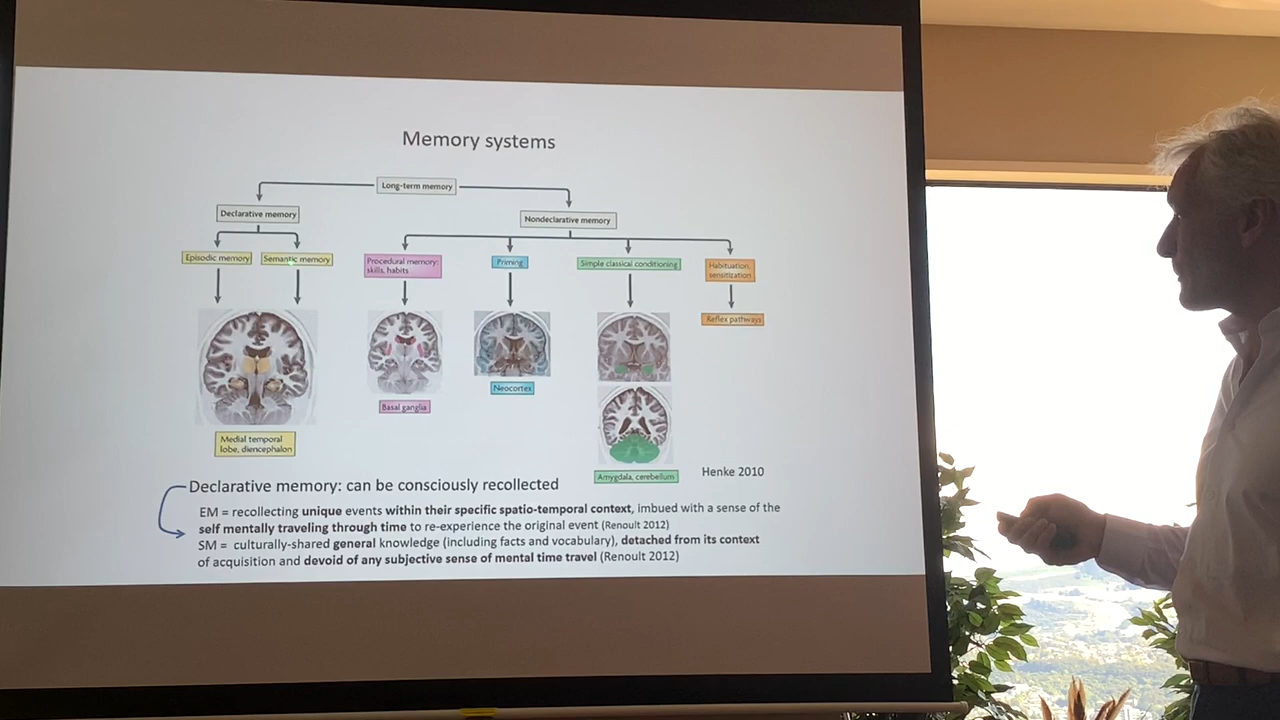 Memory systems
Long-term memory
Declarative memory
Nondeclarative memory
Episodic memory
Semantic memory
Procedural memory:
skills, habits
Priming
Simple classical conditioning
Habituation,
sensitization
Reflex pathways
Neocortex
Basal ganglia
Medial temporal
lobe, diencephalon
Amygdala, cerebellum
Henke 2010
Declarative memory: can be consciously recollected
EM = recollecting unique events within their specific spatio-temporal context, imbued with a sense of the
self mentally traveling through time to re-experience the original event (Renoult 2012)
SM = culturally-shared general knowledge (including facts and vocabulary), detached from its context
of acquisition and devoid of any subjective sense of mental time travel (Renoult 2012)